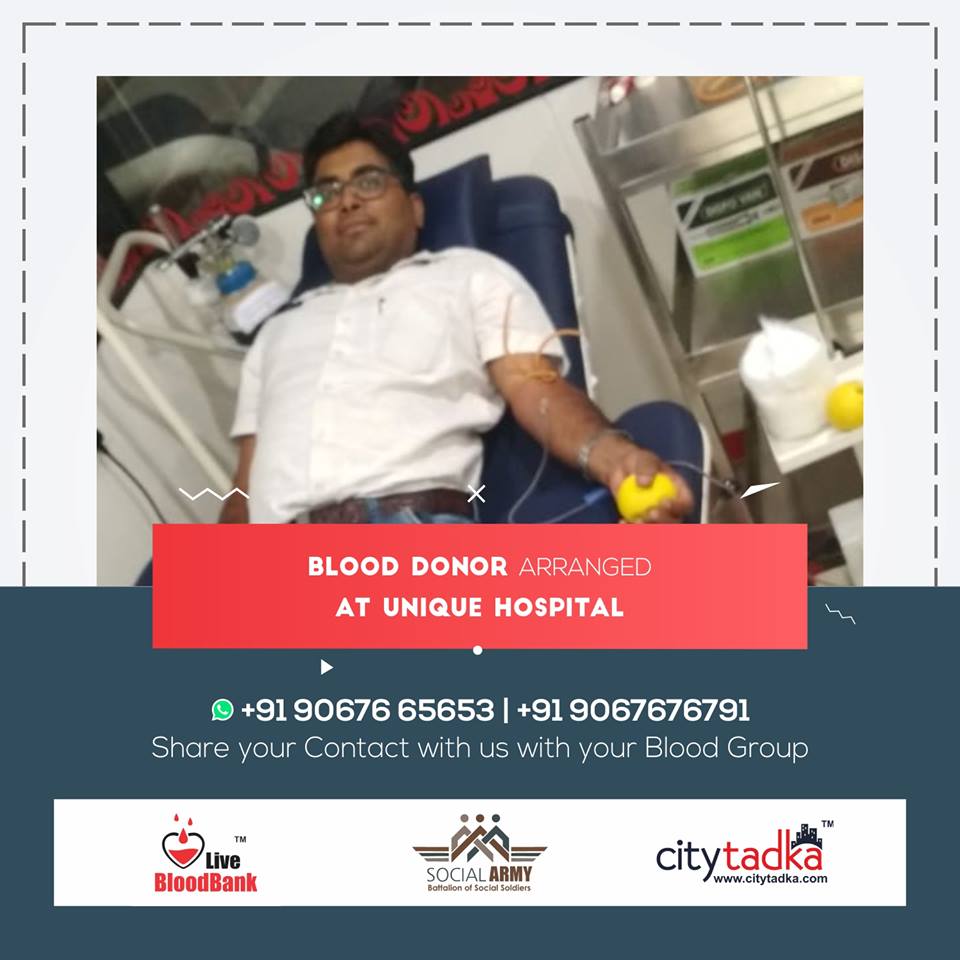 BLOOD DONOR ARRANGED
AT UNIQUE HOSPITAL
+91 90676 65653 | +91 9067676791
Share your Contact with us with your Blood Group
Live TM
BloodBank
SOCIAL ARMY
Battalion of Social Soldiers
citytadka TM
www.citytadka.com